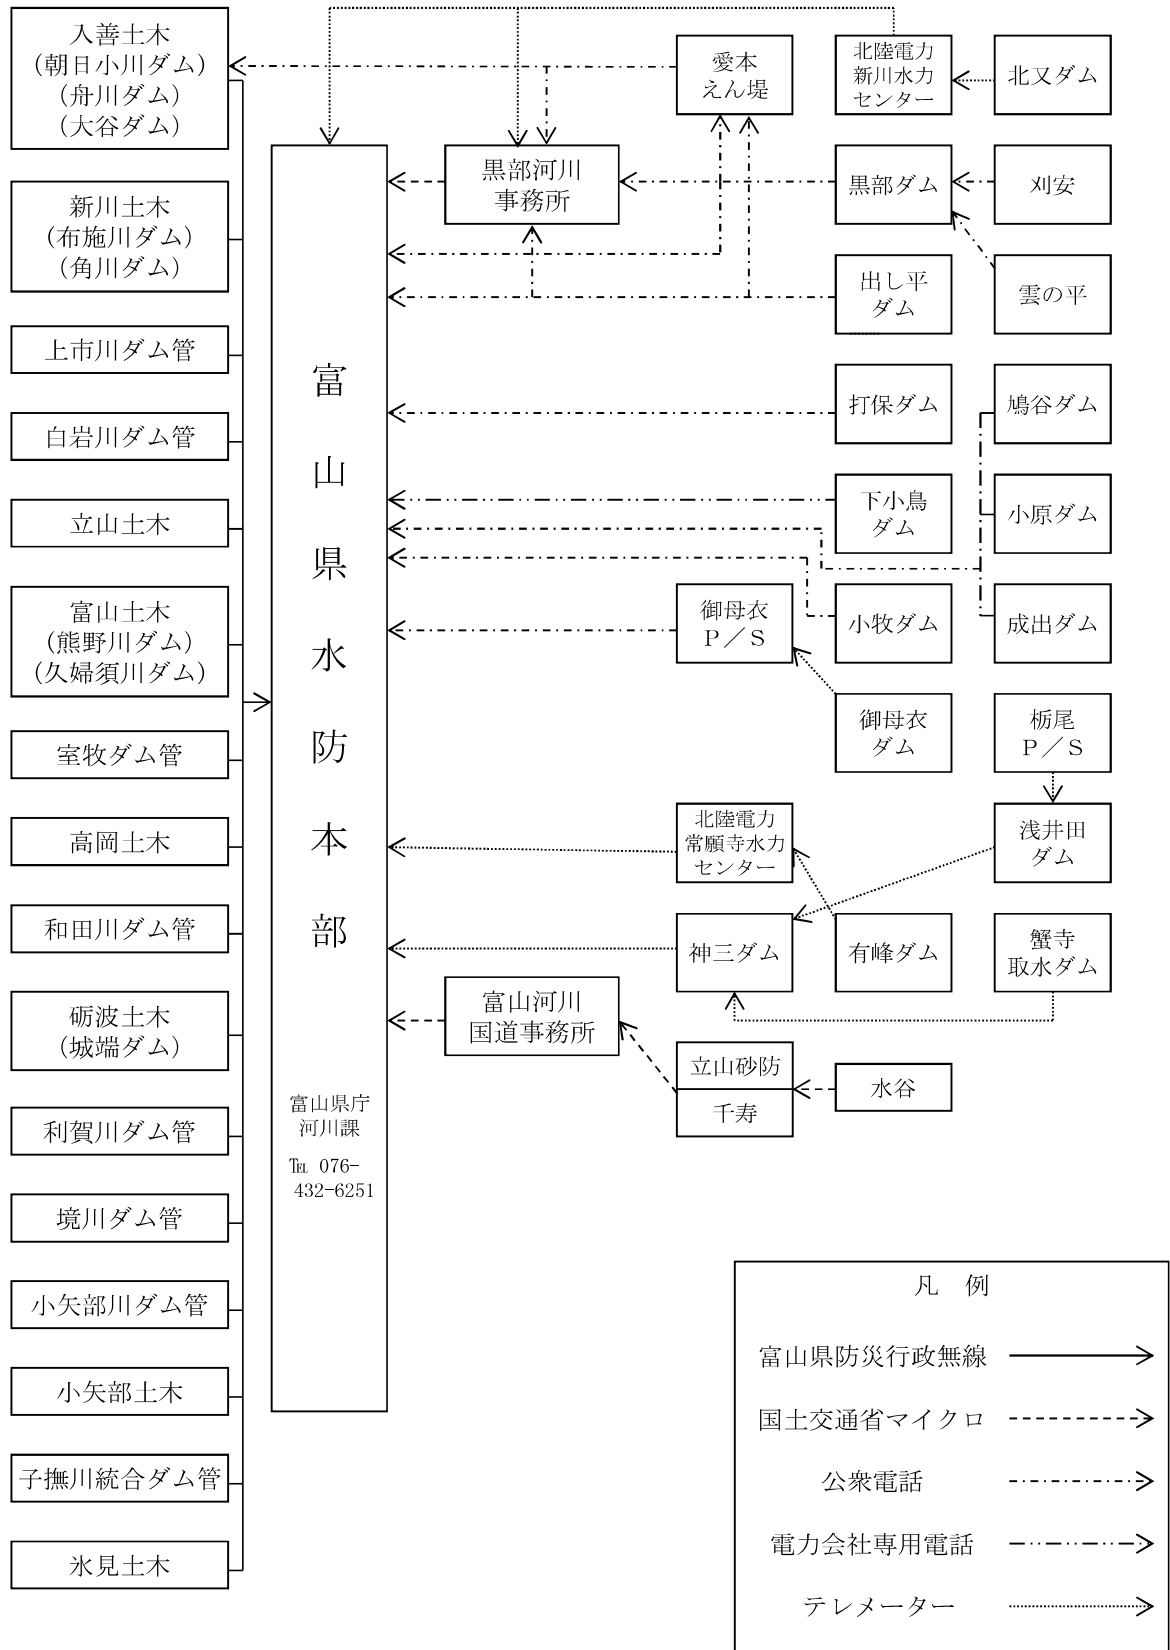 入善土木
（朝日小川ダム）
（舟川ダム）
（大谷ダム）
新川土木
（布施川ダム）
（角川ダム）
上市川ダム管
白岩川ダム管
立山土木
富山土木
（熊野川ダム）
（久婦須川ダム）
室牧ダム管
高岡土木
和田川ダム管
砺波土木
（城端ダム）
利賀川ダム管
境川ダム管
小矢部川ダム管
小矢部土木
子撫川統合ダム管
氷見土木
富山県水防本部
富山県庁
河川課
℡ 076-
432-6251
黒部河川
事務所
富山河川
国道事務所
愛本
えん堤
御母衣
Ｐ／Ｓ
北陸電力
常願寺水力
センター
神三ダム
立山砂防
千寿
北陸電力
新川水力
センター
黒部ダム
出し平
ダム
打保ダム
下小鳥
ダム
小牧ダム
御母衣
ダム
有峰ダム
水谷
北又ダム
刈安
雲の平
鳩谷ダム
小原ダム
成出ダム
栃尾
Ｐ／Ｓ
浅井田
ダム
蟹寺
取水ダム
凡　例
富山県防災行政無線
国土交通省マイクロ
公衆電話
電力会社専用電話
テレメーター